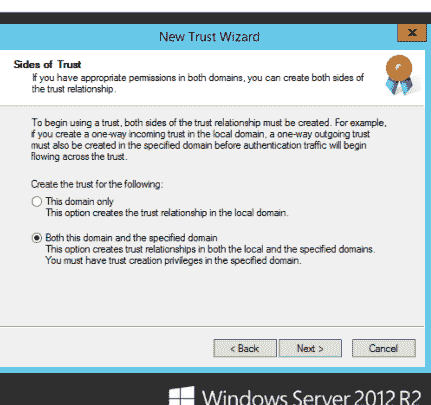 New Trust Wizard
x
Sides of Trust
If you have appropriate permissions in both domains, you can create both sides of
the trust relationship.
To begin using a trust, both sides of the trust relationship must be created. For example,
if you create a one-way incoming trust in the local domain, a one-way outgoing trust
must also be created in the specified domain before authentication traffic will begin
flowing across the trust.
Create the trust for the following:
This domain only
This option creates the trust relationship in the local domain.
Both this domain and the specified domain
This option creates trust relationships in both the local and the specified domains.
You must have trust creation privileges in the specified domain.
< Back Next > Cancel
Windows Server 2012 R2